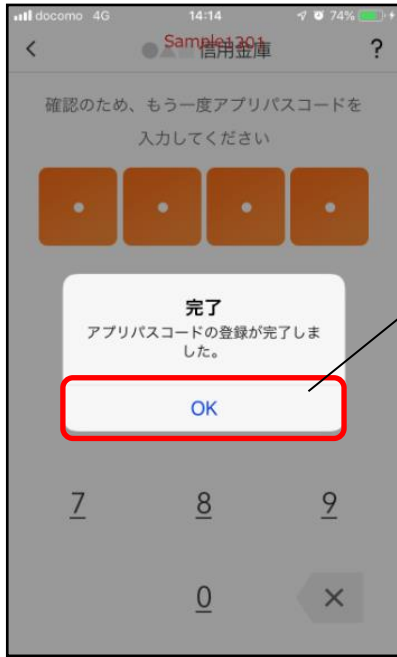 docomo 4G 14:14 74%
●▲ 信用金庫 ?
Sample1201
確認のため、もう一度アプリパスコードを
入力してください
完了
アプリパスコードの登録が完了しま
した。
OK
7 8 9
0